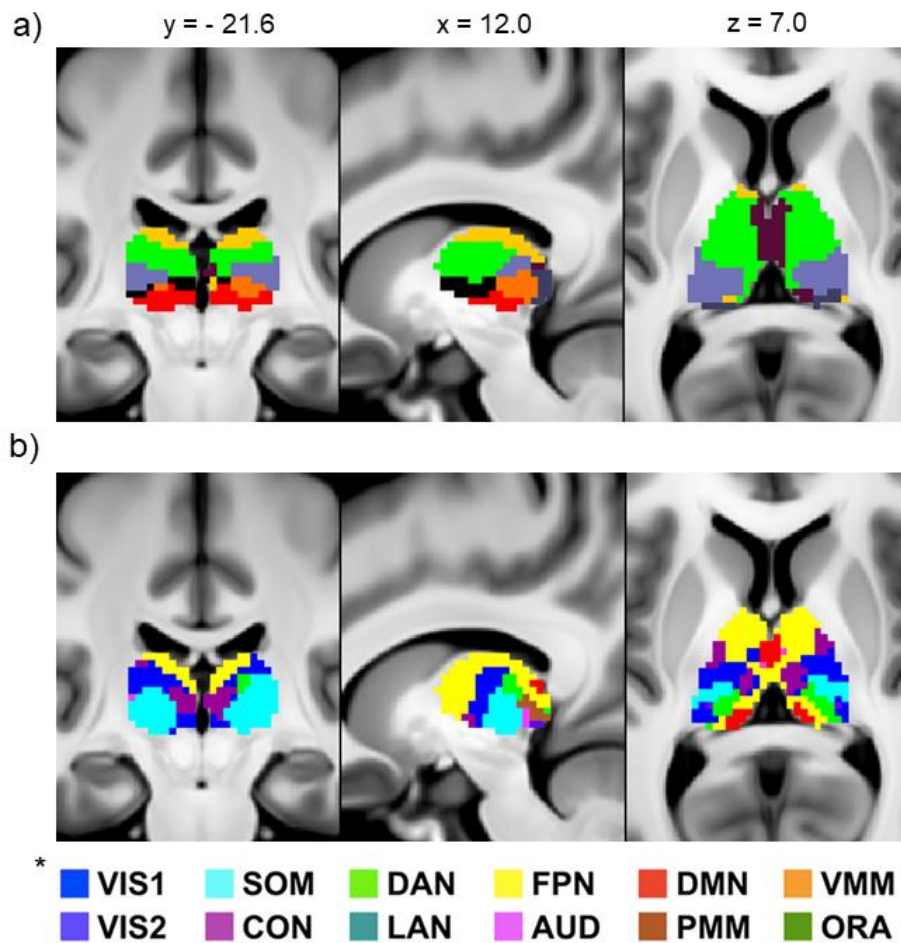 a) y = - 21.6 x = 12.0 z = 7.0
b)
* VIS1 SOM DAN FPN DMN VMM
VIS2 CON LAN AUD PMM ORA